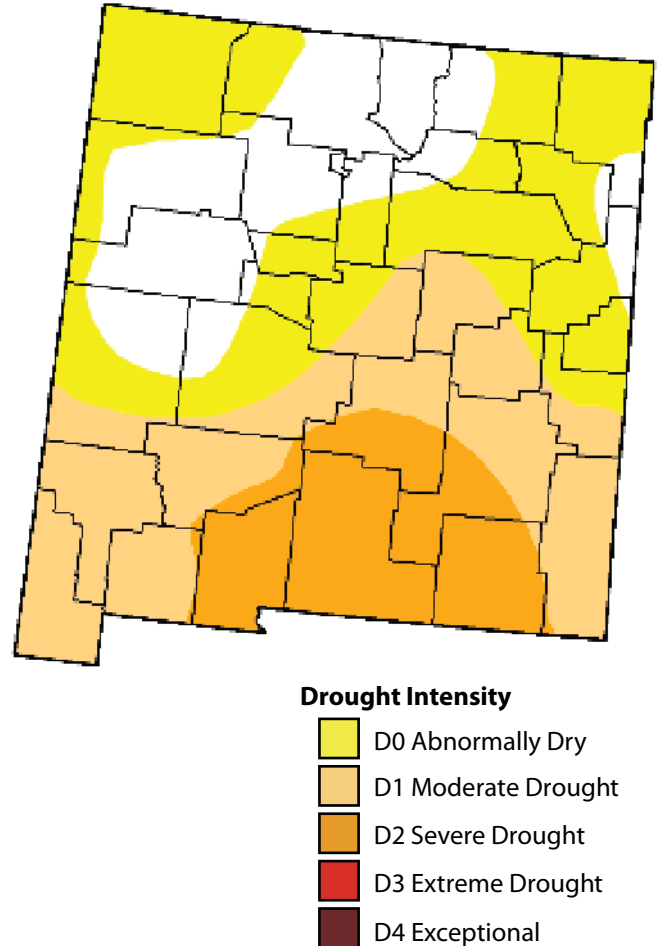 Drought Intensity
D0 Abnormally Dry
D1 Moderate Drought
D2 Severe Drought
D3 Extreme Drought
D4 Exceptional